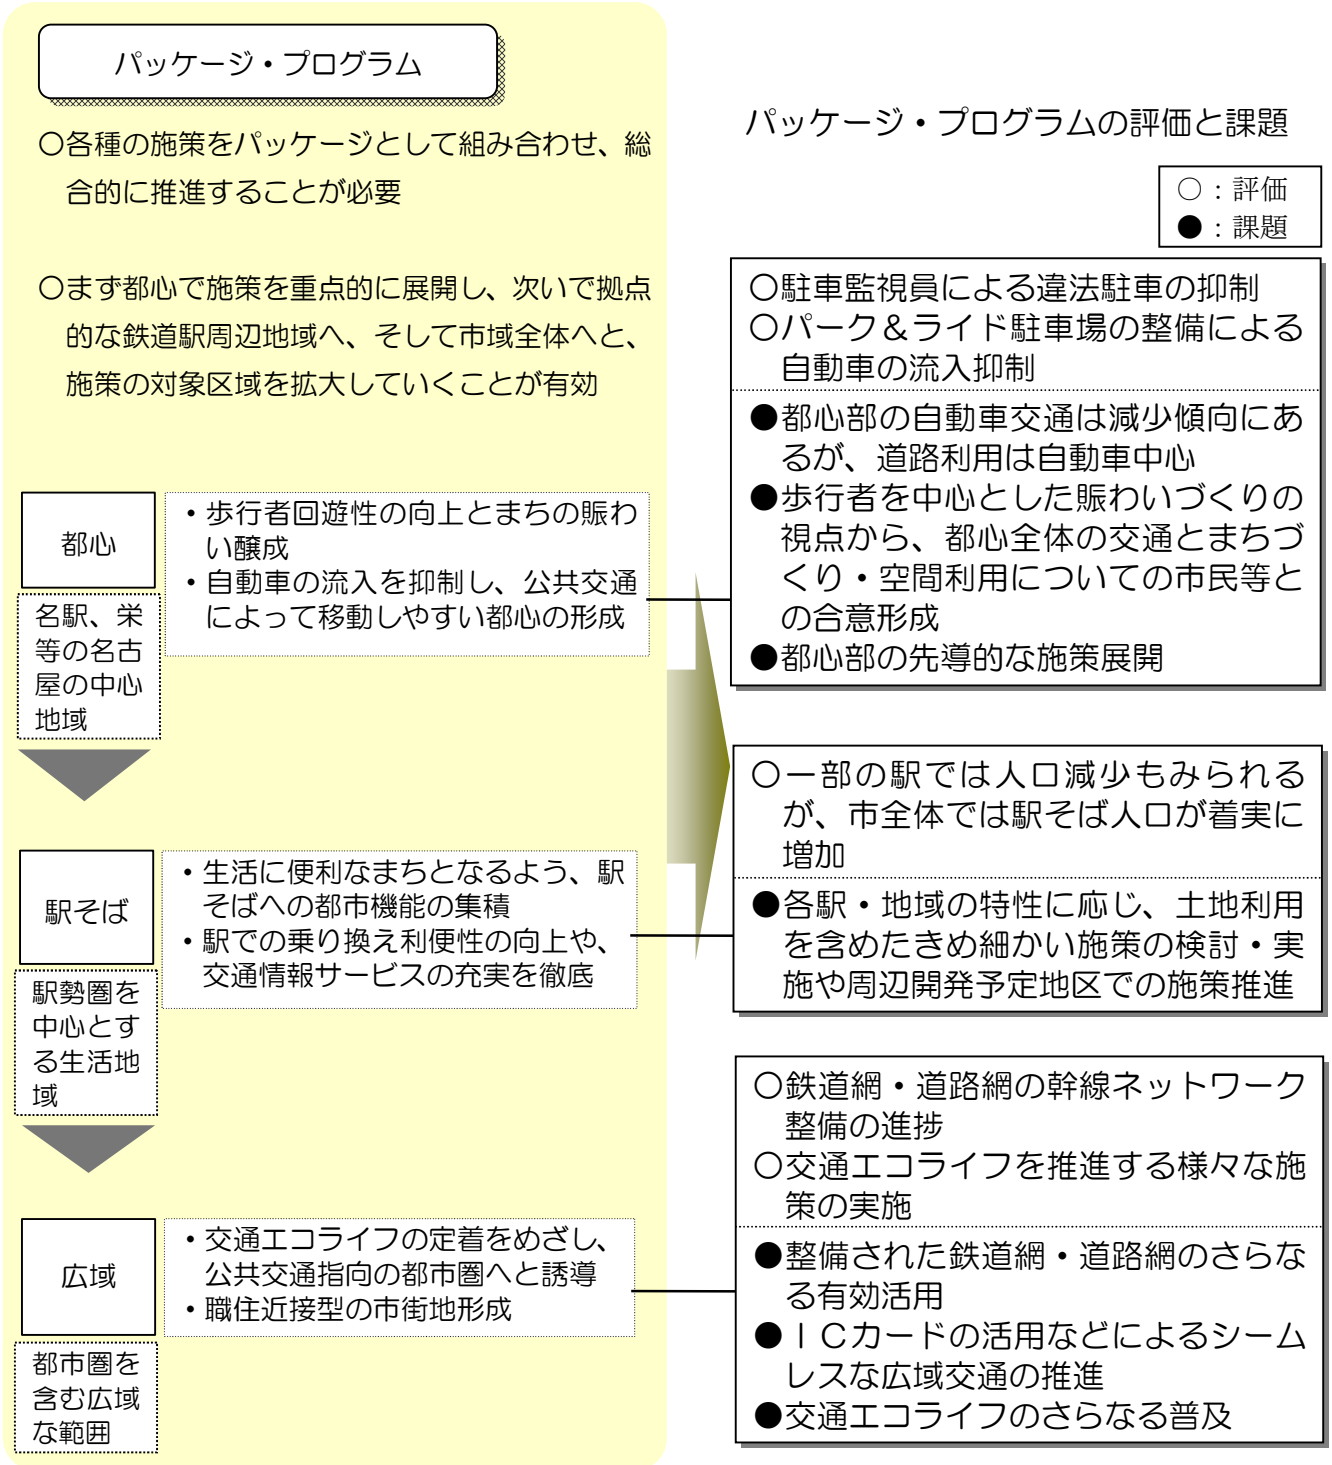 パッケージ・プログラム
〇各種の施策をパッケージとして組み合わせ、総
合的に推進することが必要
〇まず都心で施策を重点的に展開し、次いで拠点
的な鉄道駅周辺地域へ、そして市域全体へと、
施策の対象区域を拡大していくことが有効
都心
名駅、栄
等の名古
屋の中心
地域
・歩行者回遊性の向上とまちの賑わ
い醸成
・自動車の流入を抑制し、公共交通
によって移動しやすい都心の形成
駅そば
駅勢圏を
中心とす
る生活地
域
・生活に便利なまちとなるよう、駅
そばへの都市機能の集積
・駅での乗り換え利便性の向上や、
交通情報サービスの充実を徹底
広域
都市圏を
含む広域
な範囲
・交通エコライフの定着をめざし、
公共交通指向の都市圏へと誘導
・職住近接型の市街地形成
パッケージ・プログラムの評価と課題
〇：評価
●：課題
〇駐車監視員による違法駐車の抑制
〇パーク＆ライド駐車場の整備による
自動車の流入抑制
●都心部の自動車交通は減少傾向にあ
るが、道路利用は自動車中心
●歩行者を中心とした賑わいづくりの
視点から、都心全体の交通とまちづ
くり・空間利用についての市民等と
の合意形成
●都心部の先導的な施策展開
〇一部の駅では人口減少もみられる
が、市全体では駅そば人口が着実に
増加
●各駅・地域の特性に応じ、土地利用
を含めたきめ細かい施策の検討・実
施や周辺開発予定地区での施策推進
〇鉄道網・道路網の幹線ネットワーク
整備の進捗
〇交通エコライフを推進する様々な施
策の実施
●整備された鉄道網・道路網のさらな
る有効活用
●ＩＣカードの活用などによるシーム
レスな広域交通の推進
●交通エコライフのさらなる普及